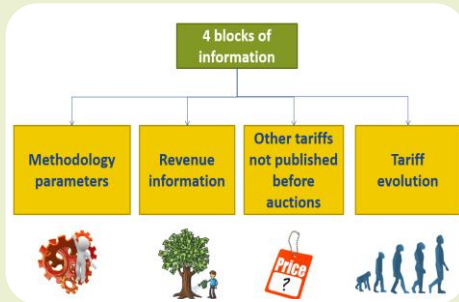 4 blocks of
information
Methodology
parameters
Revenue
information
Other tariffs
not published
before
auctions
Tariff
evolution
Price
?